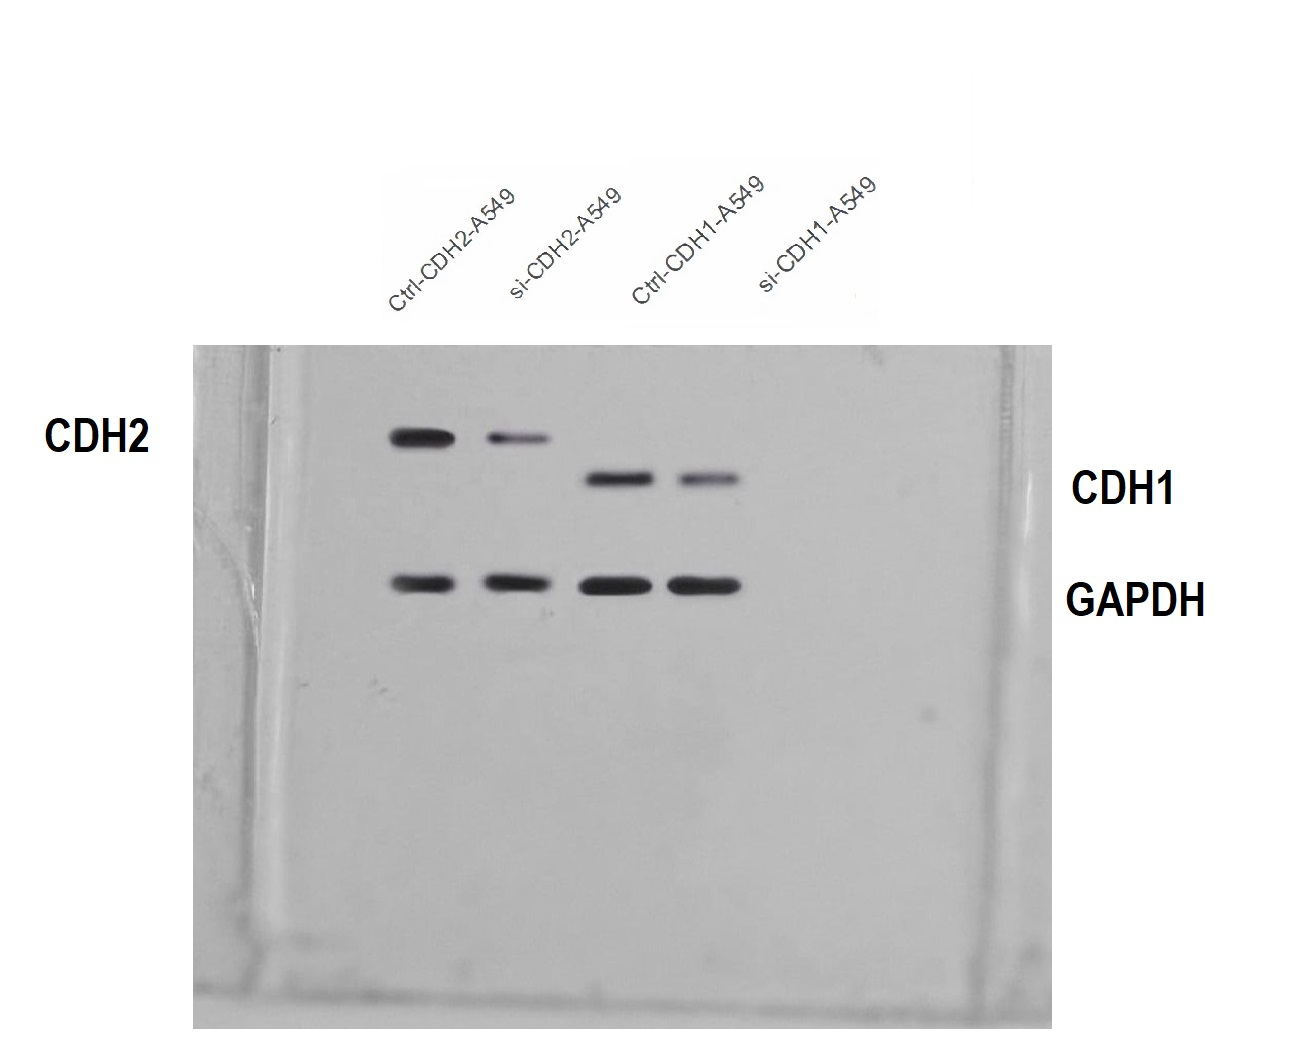 Ctrl-CDH2-A549
si-CDH2-A549
Ctrl-CDH1-A549
si-CDH1-A549
CDH2
CDH1
GAPDH